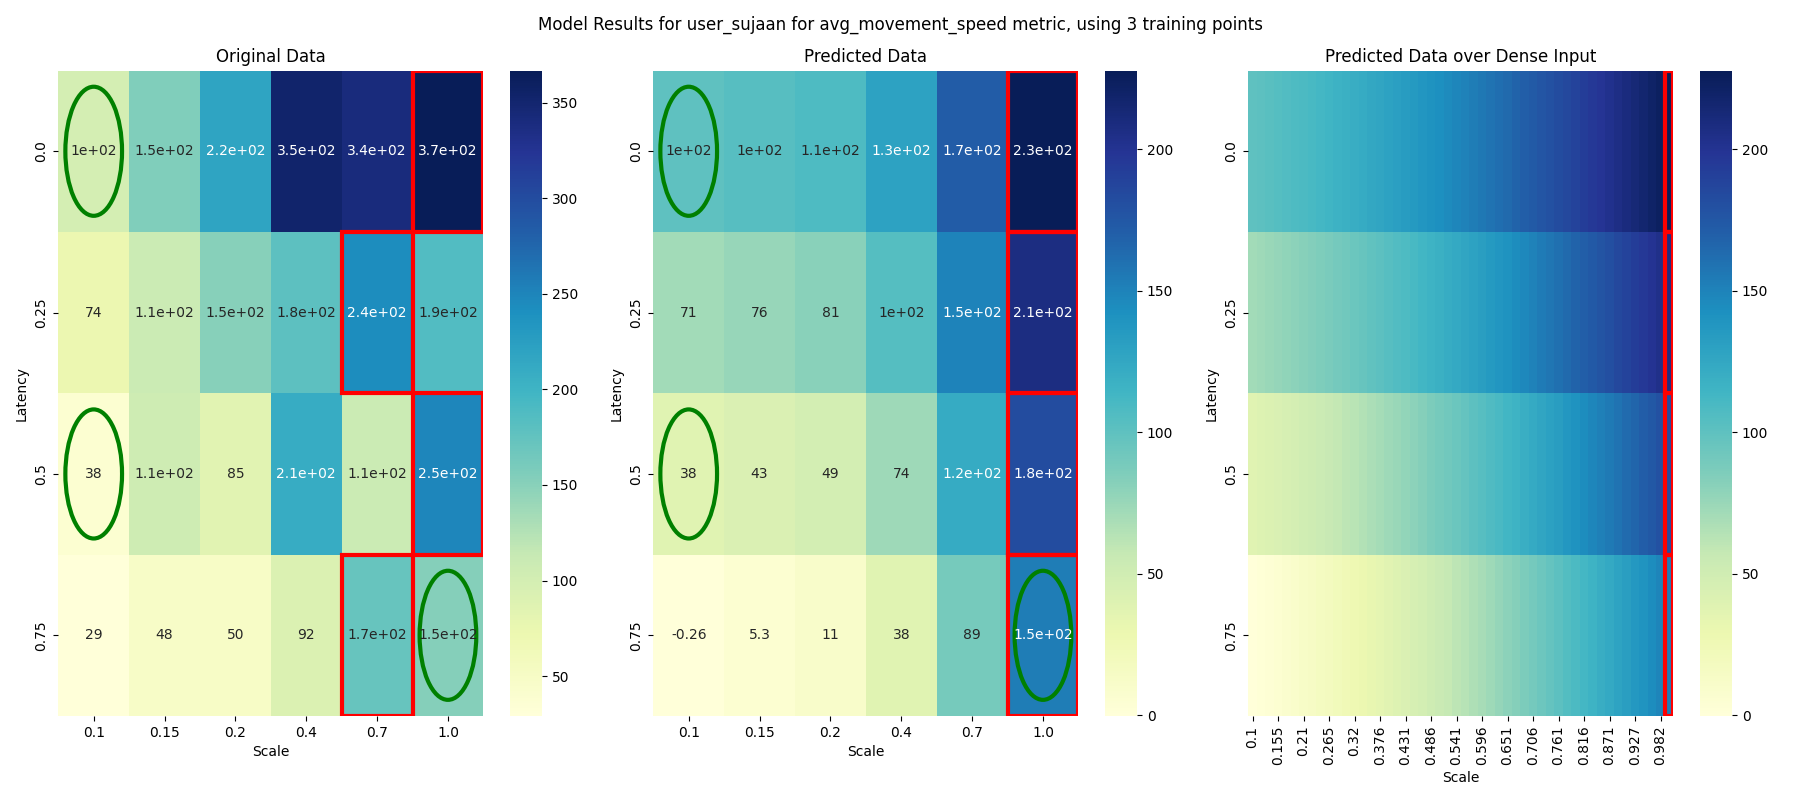 Model Results for user_sujaan for avg_movement_speed metric, using 3 training points
Original Data
0.0 1e+02 1.5e+02 2.2e+02 3.5e+02 3.4e+02 3.7e+02
0.25 74 1.1e+02 1.5e+02 1.8e+02 2.4e+02 1.9e+02
0.5 38 1.1e+02 85 2.1e+02 1.1e+02 2.5e+02
0.75 29 48 50 92 1.7e+02 1.5e+02
0.1 0.15 0.2 0.4 0.7 1.0
Scale
Latency
350
300
250
200
150
100
50
Predicted Data
0.0 1e+02 1e+02 1.1e+02 1.3e+02 1.7e+02 2.3e+02
0.25 71 76 81 1e+02 1.5e+02 2.1e+02
0.5 38 43 49 74 1.2e+02 1.8e+02
0.75 -0.26 5.3 11 38 89 1.5e+02
0.1 0.15 0.2 0.4 0.7 1.0
Scale
Latency
200
150
100
50
0
Predicted Data over Dense Input
0.0
0.25
0.5
0.75
0.1 0.155 0.21 0.265 0.32 0.376 0.431 0.486 0.541 0.596 0.651 0.706 0.761 0.816 0.871 0.927 0.982
Scale
Latency
200
150
100
50
0